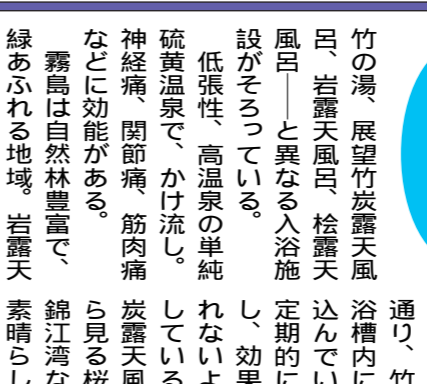 竹の湯、展望竹炭露天風
呂、岩露天風呂、桧露天
風呂――と異なる入浴施
設がそろっている。
　低張性、高温泉の単純
硫黄温泉で、かけ流し。
神経痛、関節痛、筋肉痛
などに効能がある。
　霧島は自然林豊富で、
緑あふれる地域。岩露天
通り、竹
浴槽内に
込んでい
定期的に
し、効果
れないよ
している
炭露天風
ら見る桜
錦江湾な
素晴らし